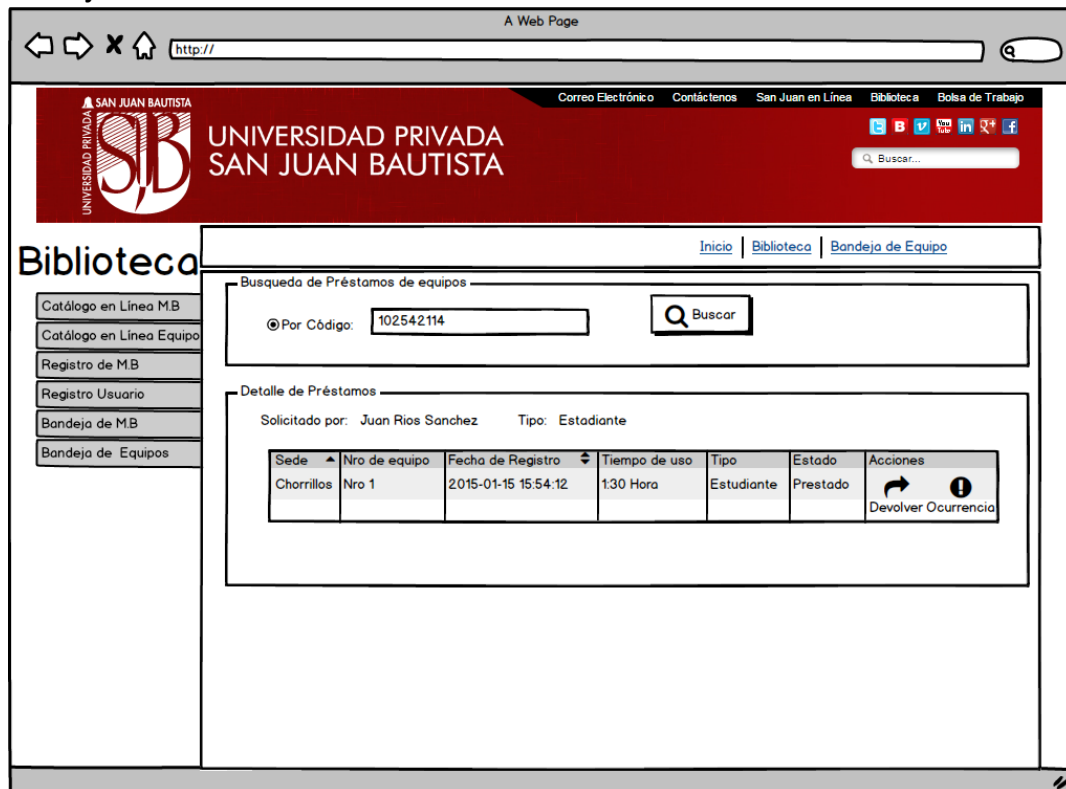 A Web Page
http://
Correo Electrónico Contáctenos San Juan en Línea Biblioteca Bolsa de Trabajo
SAN JUAN BAUTISTA
UNIVERSIDAD PRIVADA
SJB
UNIVERSIDAD PRIVADA
SAN JUAN BAUTISTA
You Tube
Buscar...
Biblioteca
Inicio Biblioteca Bandeja de Equipo
Catálogo en Línea M.B
Catálogo en Línea Equipo
Registro de M.B
Registro Usuario
Bandeja de M.B
Bandeja de Equipos
Busqueda de Préstamos de equipos
Por Código: 102542114 Buscar
Detalle de Préstamos
Solicitado por: Juan Rios Sanchez Tipo: Estadiante
Sede Nro de equipo Fecha de Registro Tiempo de uso Tipo Estado Acciones
Chorrillos Nro 1 2015-01-15 15:54:12 1:30 Hora Estudiante Prestado
Devolver Ocurrencia